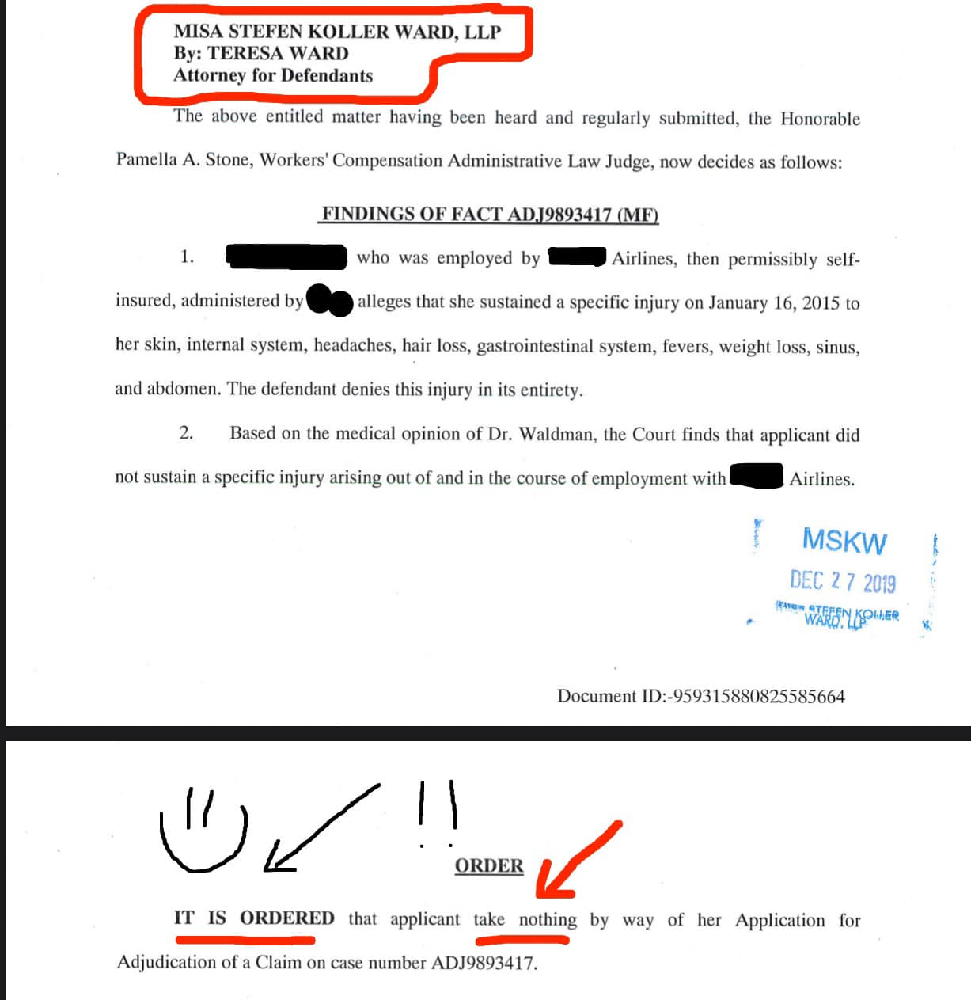 MISA STEFEN KOLLER WARD, LLP
By: TERESA WARD
Attorney for Defendants
The above entitled matter having been heard and regularly submitted, the Honorable
Pamella A. Stone, Workers' Compensation Administrative Law Judge, now decides as follows:
FINDINGS OF FACT ADJ9893417 (MF)
1. who was employed by Airlines, then permissibly self-
insured, administered by alleges that she sustained a specific injury on January 16, 2015 to
her skin, internal system, headaches, hair loss, gastrointestinal system, fevers, weight loss, sinus,
and abdomen. The defendant denies this injury in its entirety.
2. Based on the medical opinion of Dr. Waldman, the Court finds that applicant did
not sustain a specific injury arising out of and in the course of employment with Airlines.
MSKW
DEC 27 2019
STEFEN KOLLER
WARD, LLP
Document ID:-959315880825585664
!!
ORDER
IT IS ORDERED that applicant take nothing by way of her Application for
Adjudication of a Claim on case number ADJ9893417.